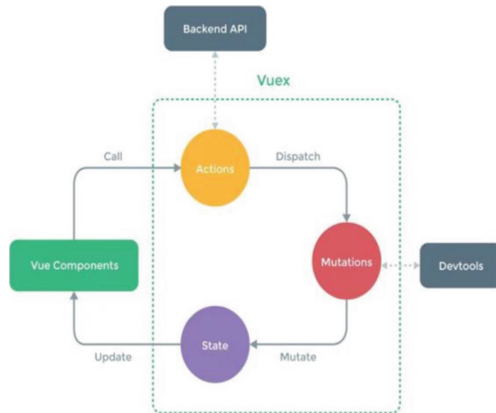 Backend API
Vuex
Call
Actions
Dispatch
Vue Components
Mutations
Devtools
State
Update
Mutate